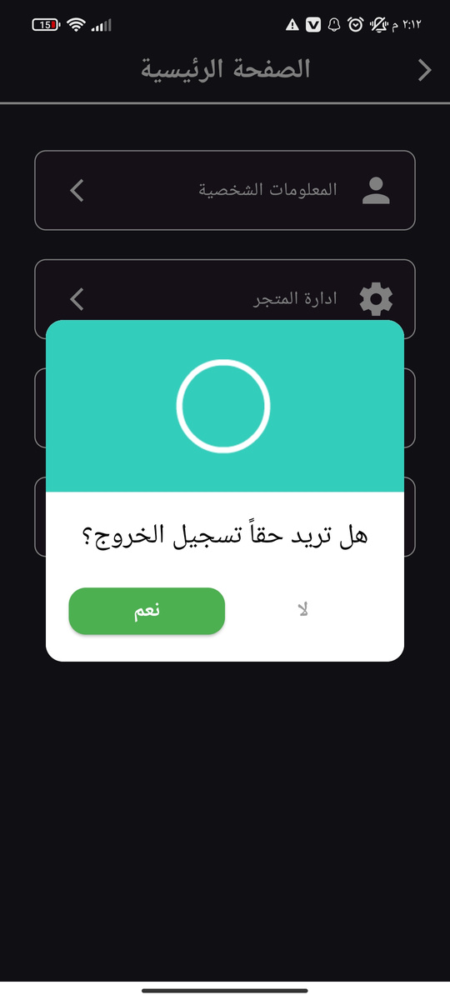 15
٢:١٢ م
الصفحة الرئيسية
المعلومات الشخصية
ادارة المتجر
هل تريد حقاً تسجيل الخروج؟
لا
نعم